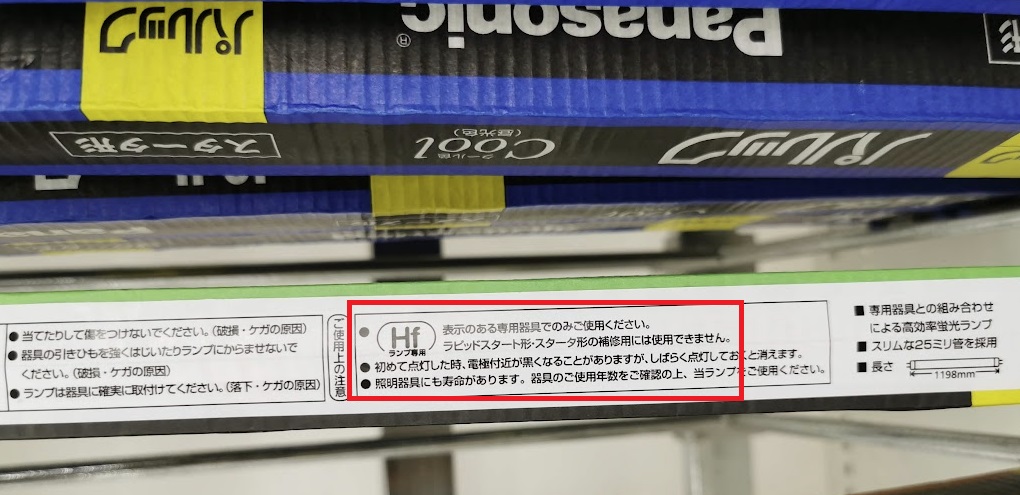 パルック
Panasonic
®
スタータ形
クール色
Cool
(昼光色)
パルック
● 当てたりして傷をつけないでください。(破損・ケガの原因)
● 器具の引きひもを強くはじいたりランプにからませないで
ください。(破損・ケガの原因)
● ランプは器具に確実に取付けてください。(落下・ケガの原因)
ご使用上の注意
● Hf ランプ専用
表示のある専用器具でのみご使用ください。
ラピッドスタート形・スタータ形の補修用には使用できません。
● 初めて点灯した時、電極付近が黒くなることがありますが、しばらく点灯しておくと消えます。
● 照明器具にも寿命があります。器具のご使用年数をご確認の上、当ランプをご使用ください。
■ 専用器具との組み合わせ
による高効率蛍光ランプ
■ スリムな25ミリ管を採用
■ 長さ
1198mm